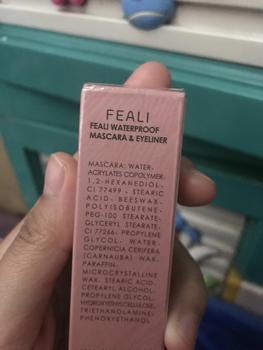 FEALI
FEALI WATERPROOF
MASCARA & EYELINER
MASCARA: WATER·
ACRYLATES COPOLYMER·
1,2-HEXANEDIOL·
CI 77499 · STEARIC
ACID · BEESWAX·
POLYISOBUTENE·
PEG-100 STEARATE·
GLYCERYL STEARATE·
CI 77266· PROPYLENE
GLYCOL· WATER·
COPERNICIA CERIFERA
(CARNAUBA) WAX·
PARAFFIN·
MICROCRYSTALLINE
WAX· STEARIC ACID·
CETEARYL ALCOHOL·
PROPYLENE GLYCOL·
HYDROXYETHYLCELLULOSE·
TRIETHANOLAMINE·
PHENOXYETHANOL